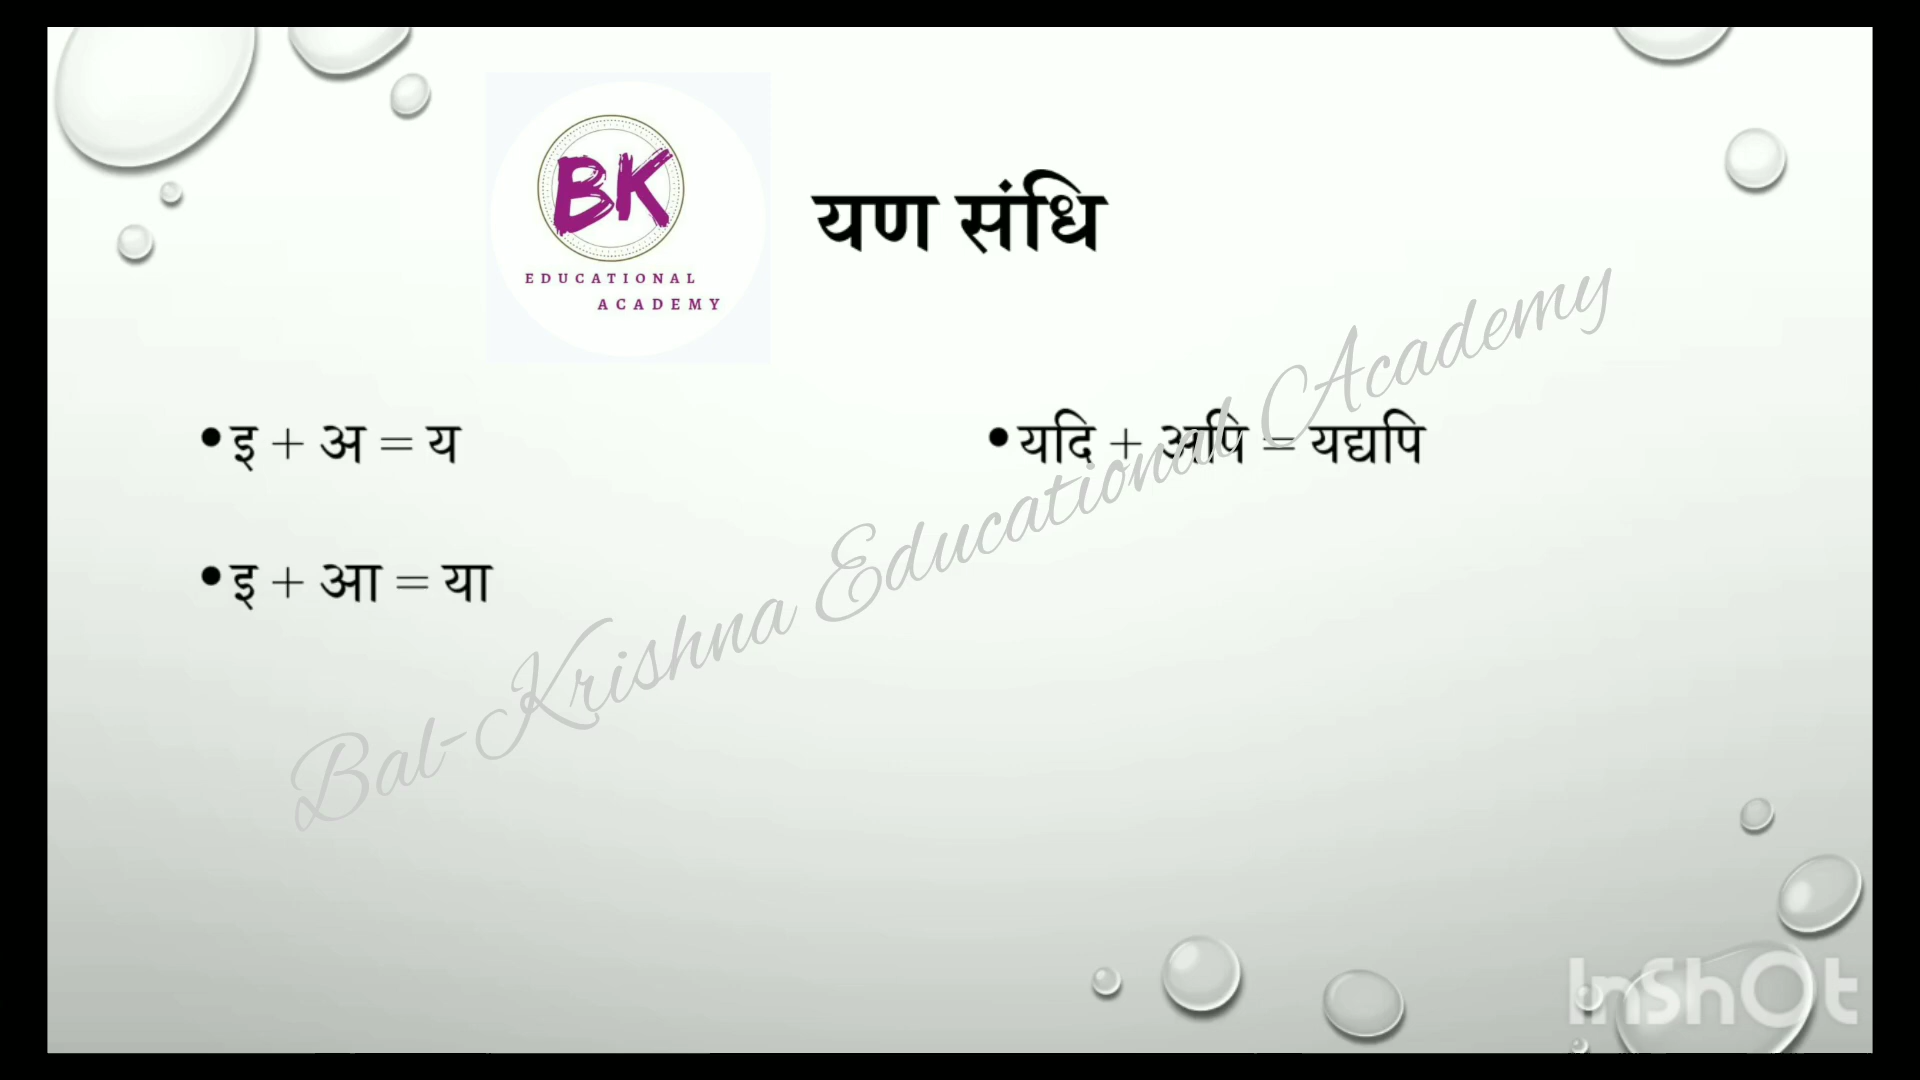 BK
EDUCATIONAL
ACADEMY
यण संधि
•इ + अ = य
•यदि + अपि = यद्यपि
•इ + आ = या
Bal-Krishna Educational Academy
InShOt